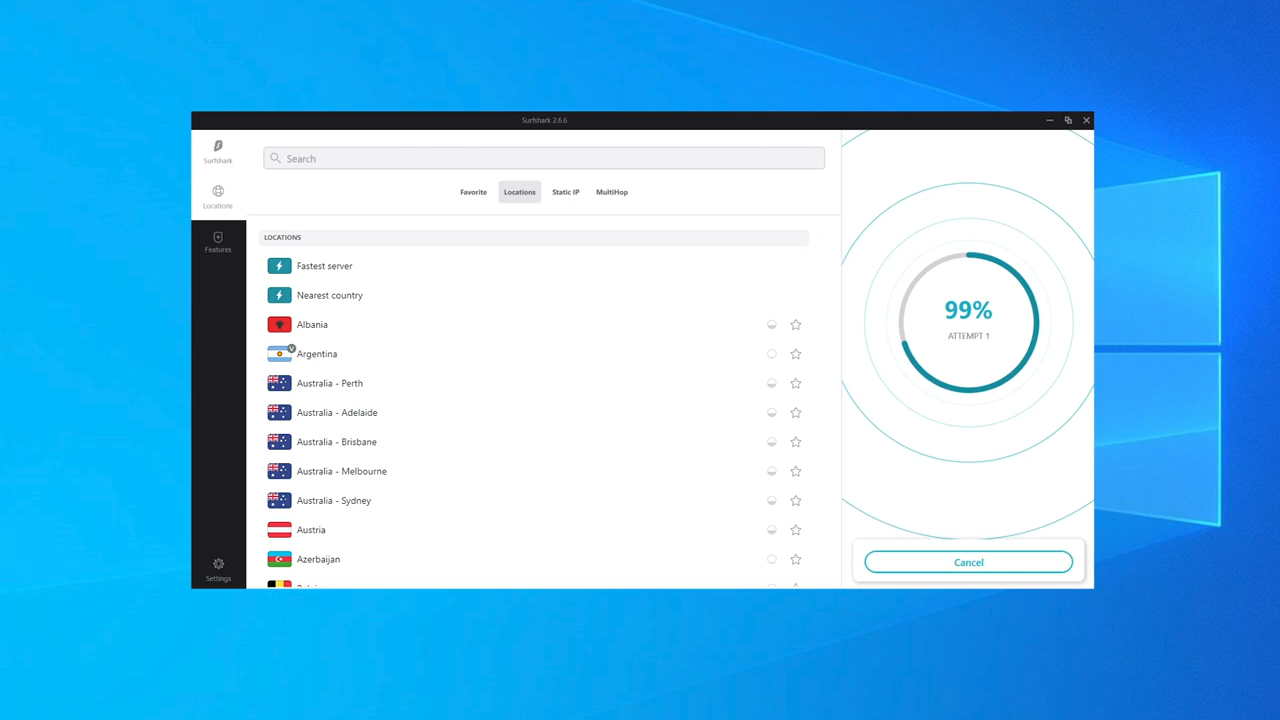 Surfshark 2.6.6
Surfshark
Locations
Features
Settings
Search
Favorite Locations Static IP MultiHop
LOCATIONS
Fastest server
Nearest country
Albania
V
Argentina
Australia - Perth
Australia - Adelaide
Australia - Brisbane
Australia - Melbourne
Australia - Sydney
Austria
Azerbaijan
99%
ATTEMPT 1
Cancel